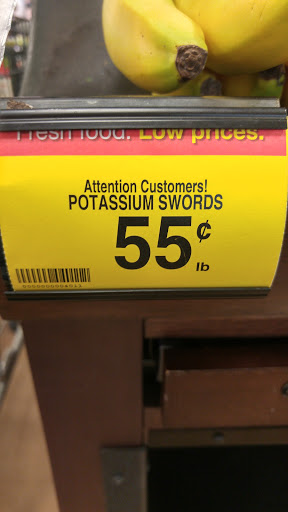 Fresh food. Low prices.
Attention Customers!
POTASSIUM SWORDS
55¢
lb